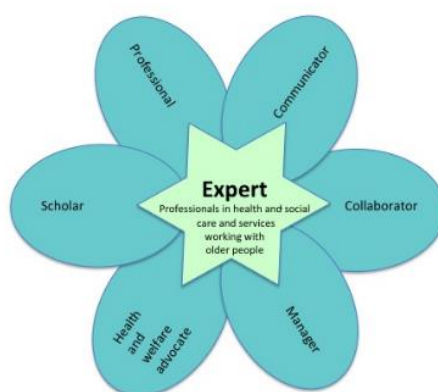 Professional
Communicator
Scholar
Expert
Professionals in health and social
care and services
working with
older people
Collaborator
Health
and
welfare
advocate
Manager